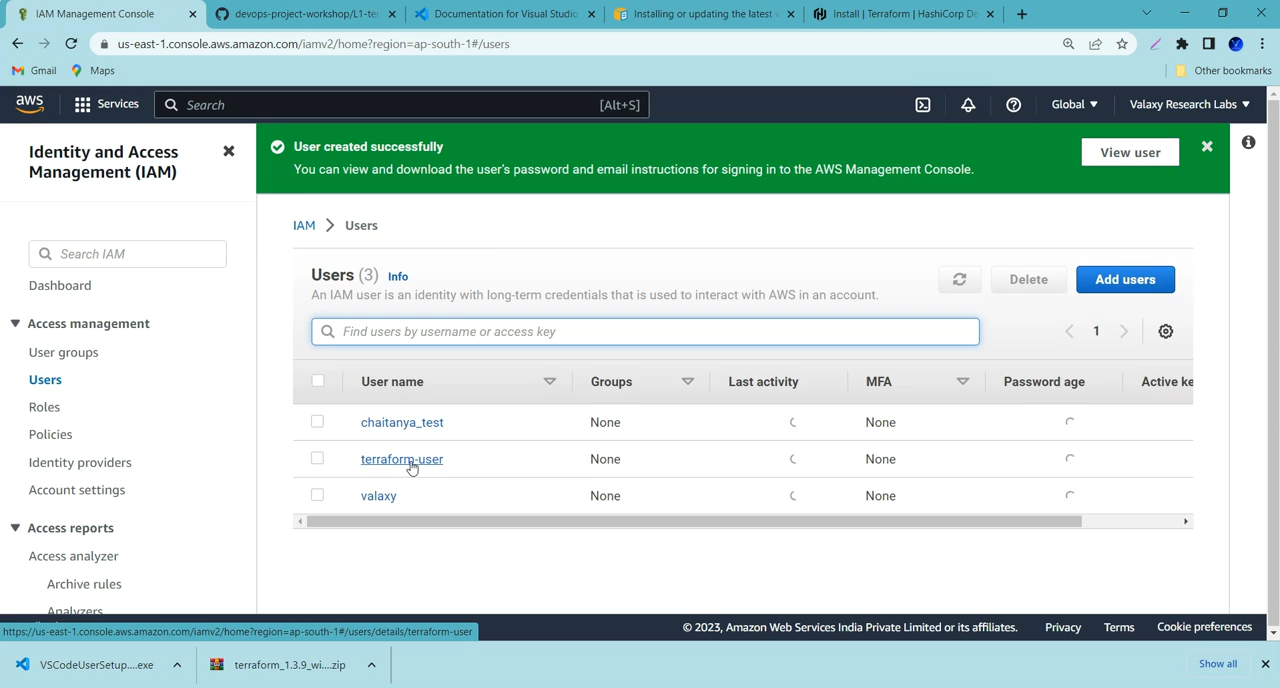 IAM Management Console
devops-project-workshop/L1-ter
Documentation for Visual Studio
Installing or updating the latest v
Install | Terraform | HashiCorp De
us-east-1.console.aws.amazon.com/iamv2/home?region=ap-south-1#/users
Gmail
Maps
Other bookmarks
aws
Services
Search
[Alt+S]
Global
Valaxy Research Labs
Identity and Access
Management (IAM)
Search IAM
Dashboard
Access management
User groups
Users
Roles
Policies
Identity providers
Account settings
Access reports
Access analyzer
Archive rules
Analyzers
User created successfully
You can view and download the user's password and email instructions for signing in to the AWS Management Console.
View user
IAM > Users
Users (3) Info
An IAM user is an identity with long-term credentials that is used to interact with AWS in an account.
Delete
Add users
Find users by username or access key
1
User name Groups Last activity MFA Password age Active ke
chaitanya_test None None
terraform-user None None
valaxy None None
https://us-east-1.console.aws.amazon.com/iamv2/home?region=ap-south-1#/users/details/terraform-user
© 2023, Amazon Web Services India Private Limited or its affiliates. Privacy Terms Cookie preferences
VSCodeUserSetup....exe
terraform_1.3.9_wi....zip
Show all